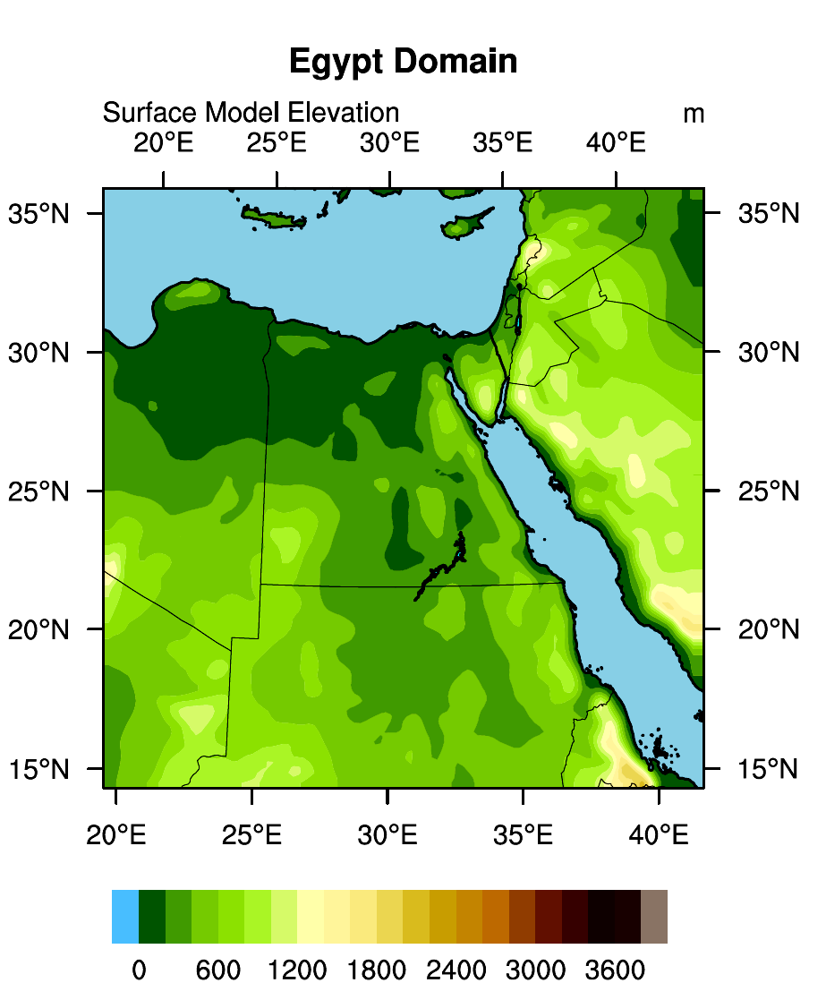 Egypt Domain
Surface Model Elevation m
20°E 25°E 30°E 35°E 40°E
35°N 35°N
30°N 30°N
25°N 25°N
20°N 20°N
15°N 15°N
20°E 25°E 30°E 35°E 40°E
0 600 1200 1800 2400 3000 3600